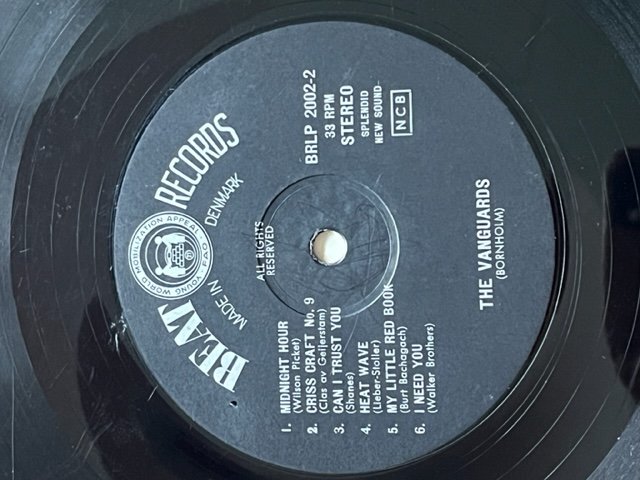 BEAT RECORDS
YOUNG WORLD MOBILIZATION APPEAL
FAO
MADE IN DENMARK
ALL RIGHTS
RESERVED
BRLP 2002-2
33 RPM
STEREO
SPLENDID
NEW SOUND
NCB
1. MIDNIGHT HOUR
(Wilson Picket)
2. CRISS CRAFT No. 9
(Clas av Geijerstam)
3. CAN I TRUST YOU
(Shanes)
4. HEAT WAVE
(Lieber-Stoller)
5. MY LITTLE RED BOOK
(Burt Bachagach)
6. I NEED YOU
(Walker Brothers)
THE VANGUARDS
(BORNHOLM)